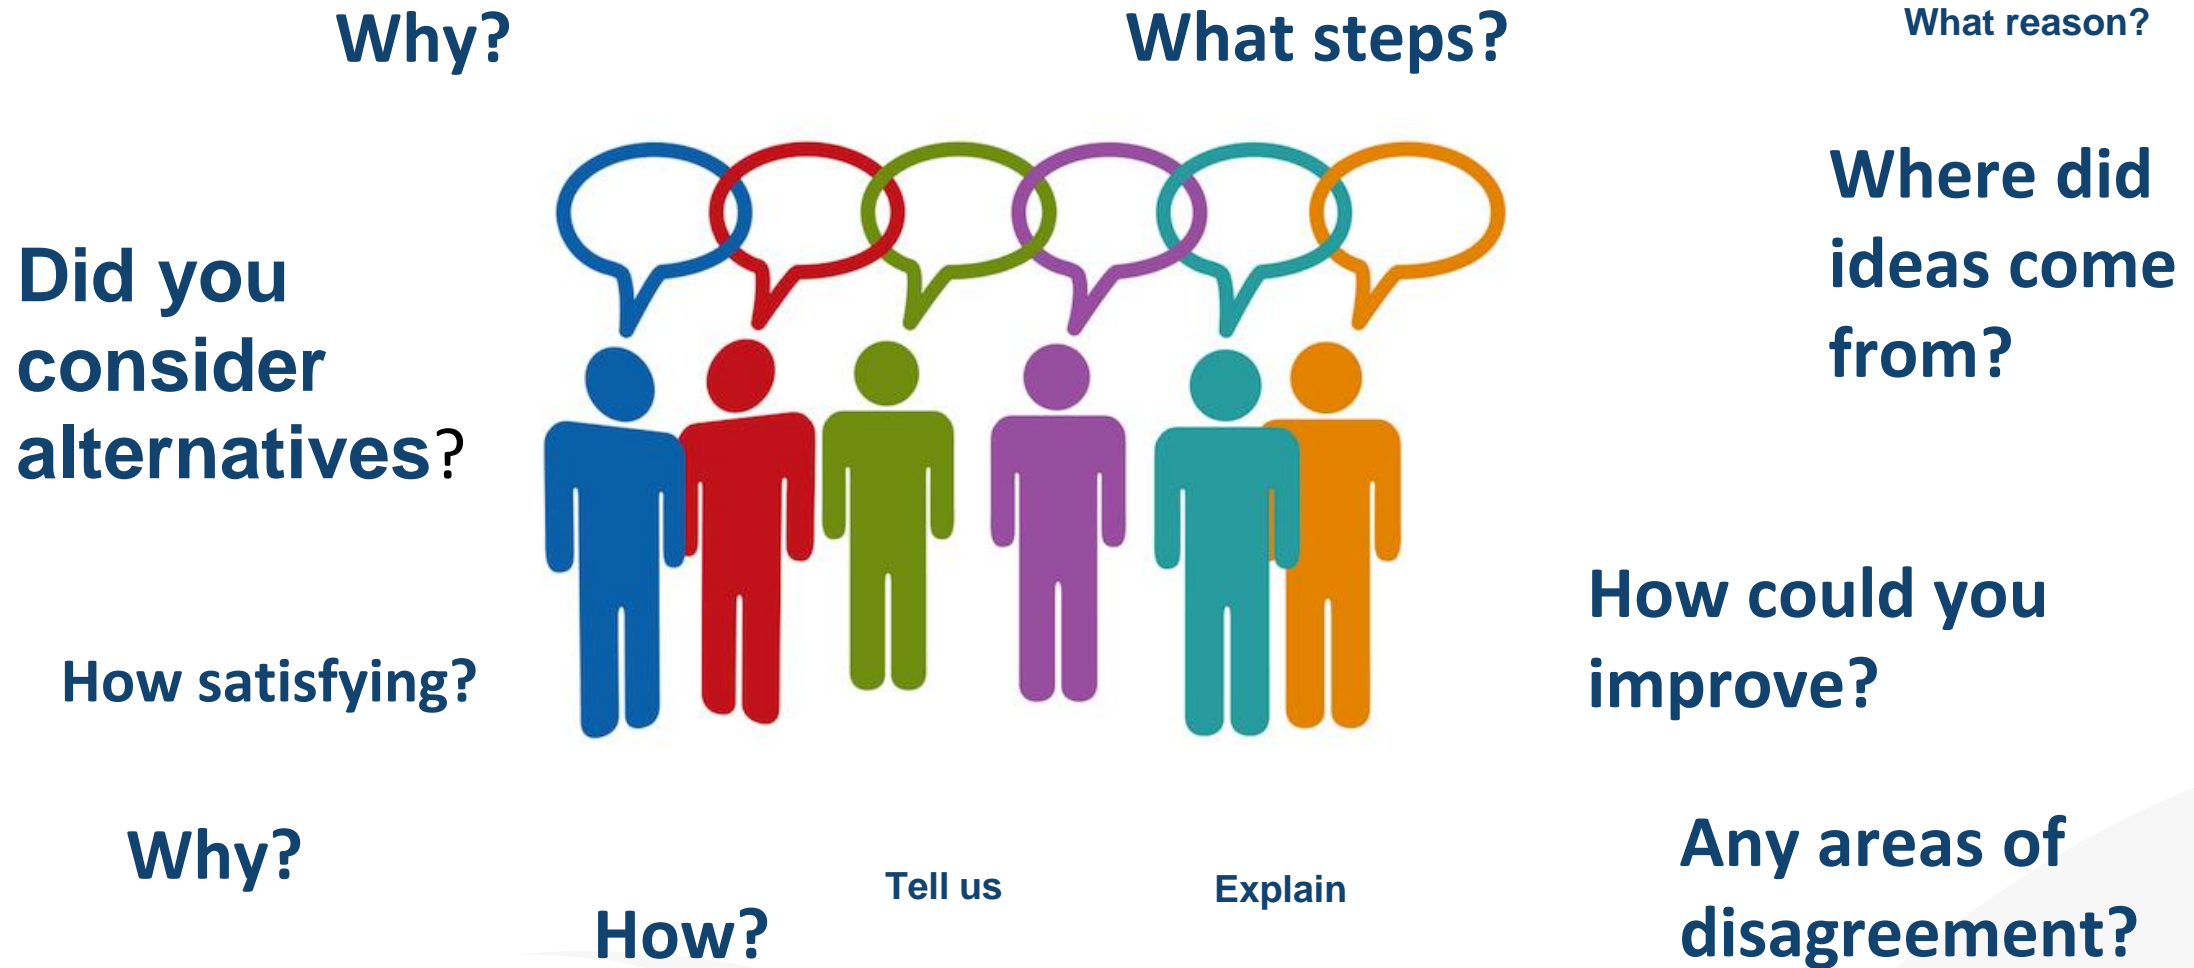 Why?
What steps?
What reason?
Where did
ideas come
from?
Did you
consider
alternatives?
How could you
improve?
How satisfying?
Why?
How?
Tell us
Explain
Any areas of
disagreement?